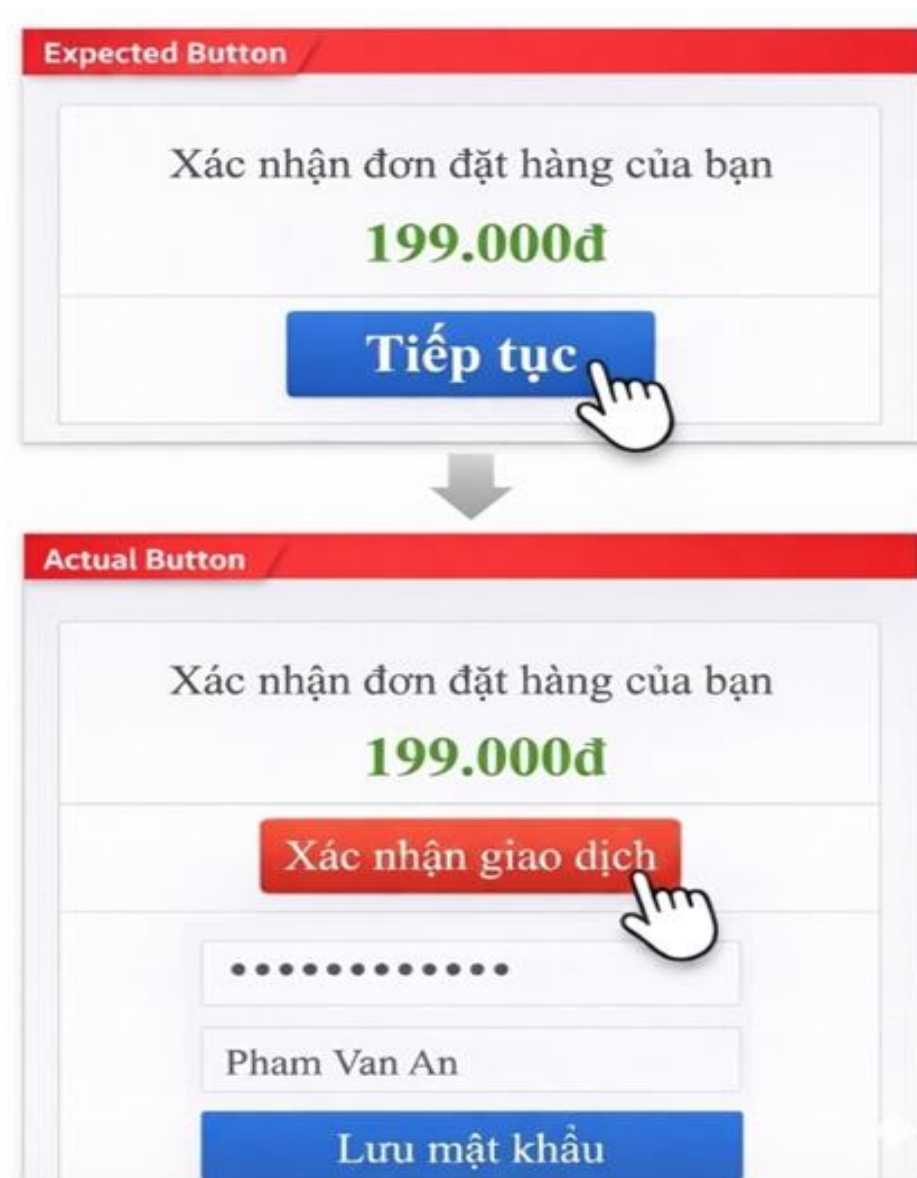 Expected Button
Xác nhận đơn đặt hàng của bạn
199.000đ
Tiếp tục
Actual Button
Xác nhận đơn đặt hàng của bạn
199.000đ
Xác nhận giao dịch
••••••••••••
Pham Van An
Lưu mật khẩu